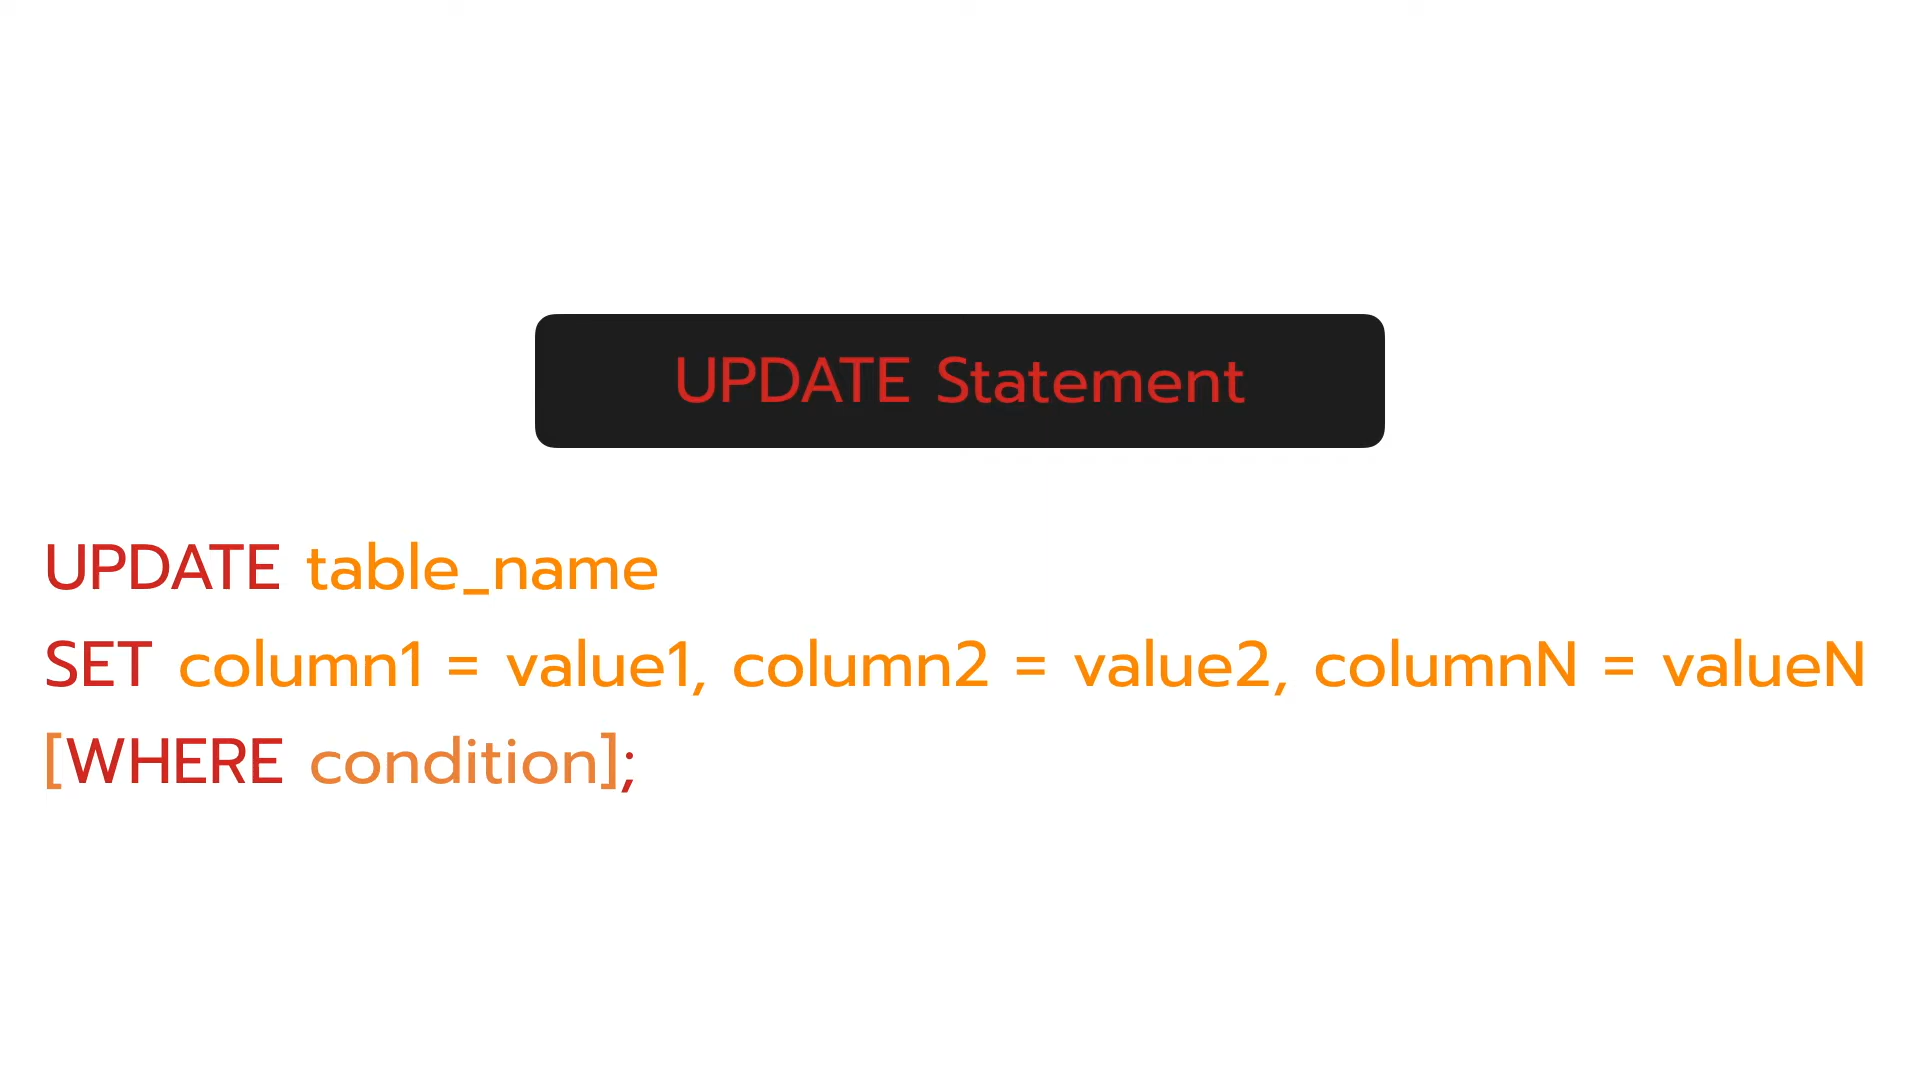 UPDATE Statement
UPDATE table_name
SET column1 = value1, column2 = value2, columnN = valueN
[WHERE condition];